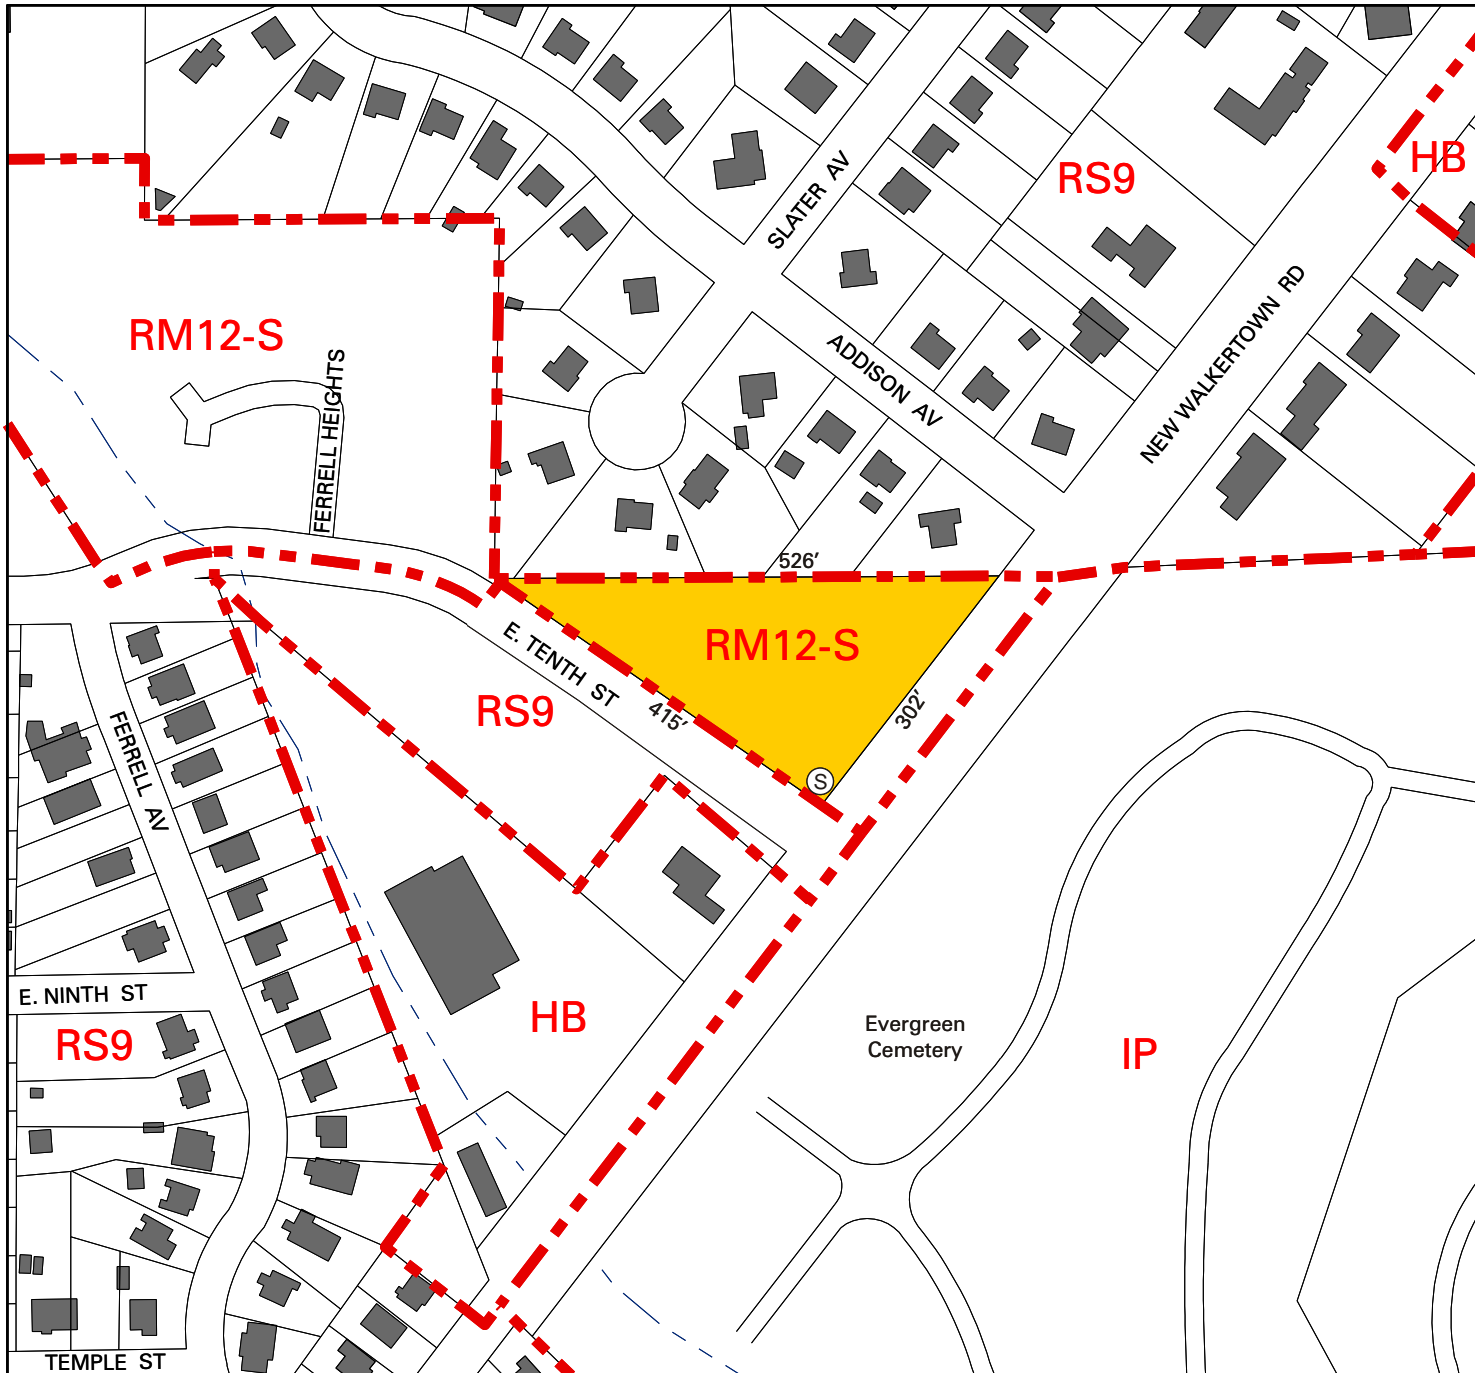 SLATER AV
RS9
HB
RM12-S
FERRELL HEIGHTS
ADDISON AV
NEW WALKERTOWN RD
526’
RM12-S
E. TENTH ST
415’
302’
RS9
S
FERRELL AV
E. NINTH ST
RS9
HB
Evergreen
Cemetery
IP
TEMPLE ST